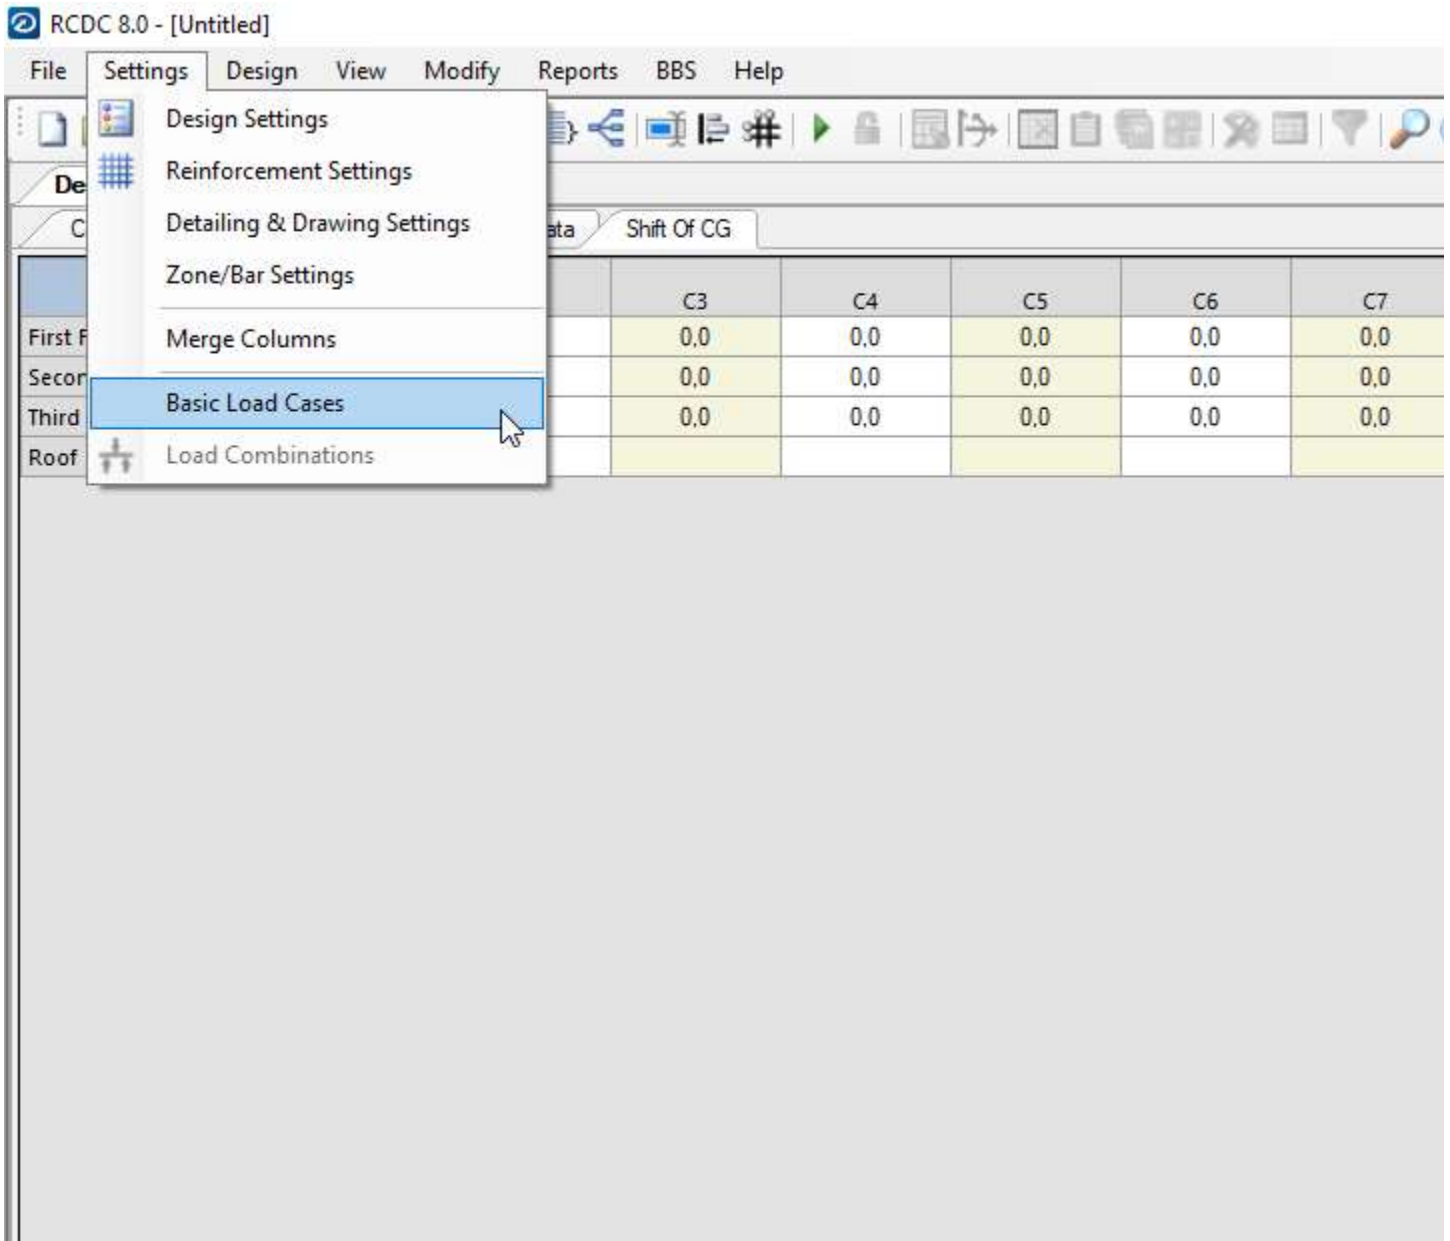 RCDC 8.0 - [Untitled]
File Settings Design View Modify Reports BBS Help
Design Settings
Reinforcement Settings
Detailing & Drawing Settings
Zone/Bar Settings
Merge Columns
Basic Load Cases
Load Combinations
Shift Of CG
C3 C4 C5 C6 C7
First 0,0 0,0 0,0 0,0 0,0
0,0 0,0 0,0 0,0 0,0
Third 0,0 0,0 0,0 0,0 0,0
Roof